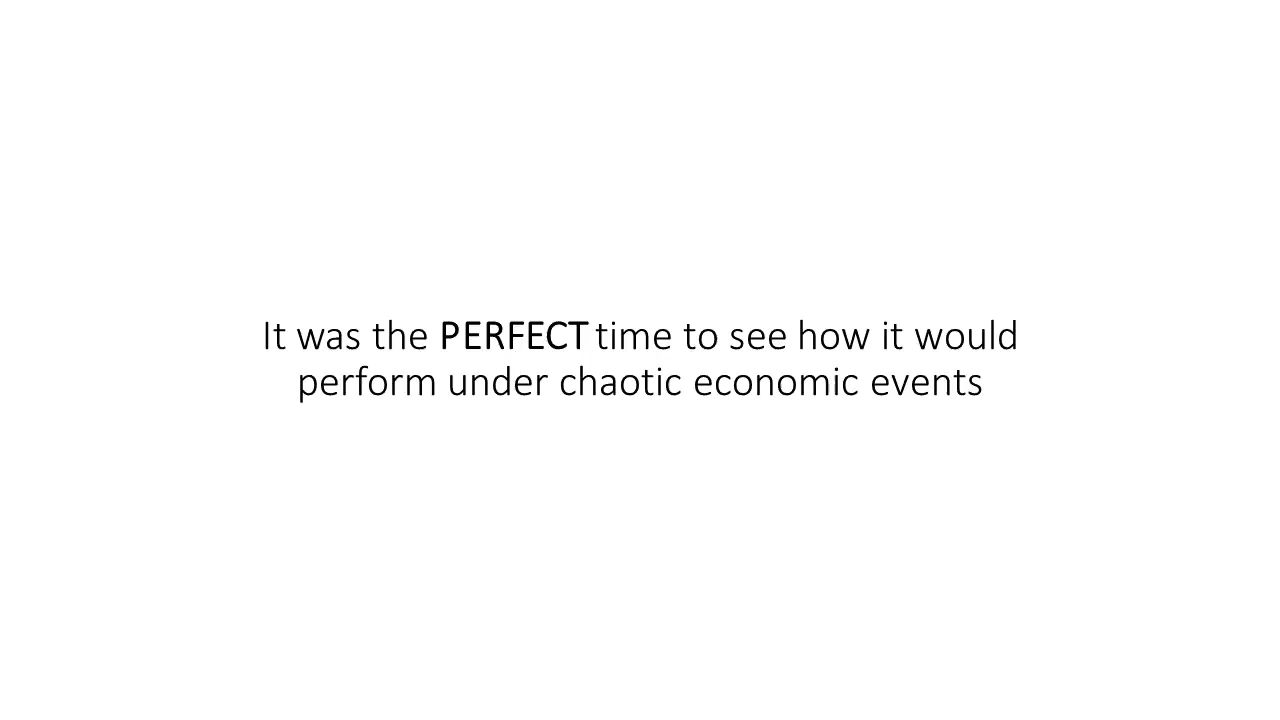 It was the PERFECT time to see how it would
perform under chaotic economic events